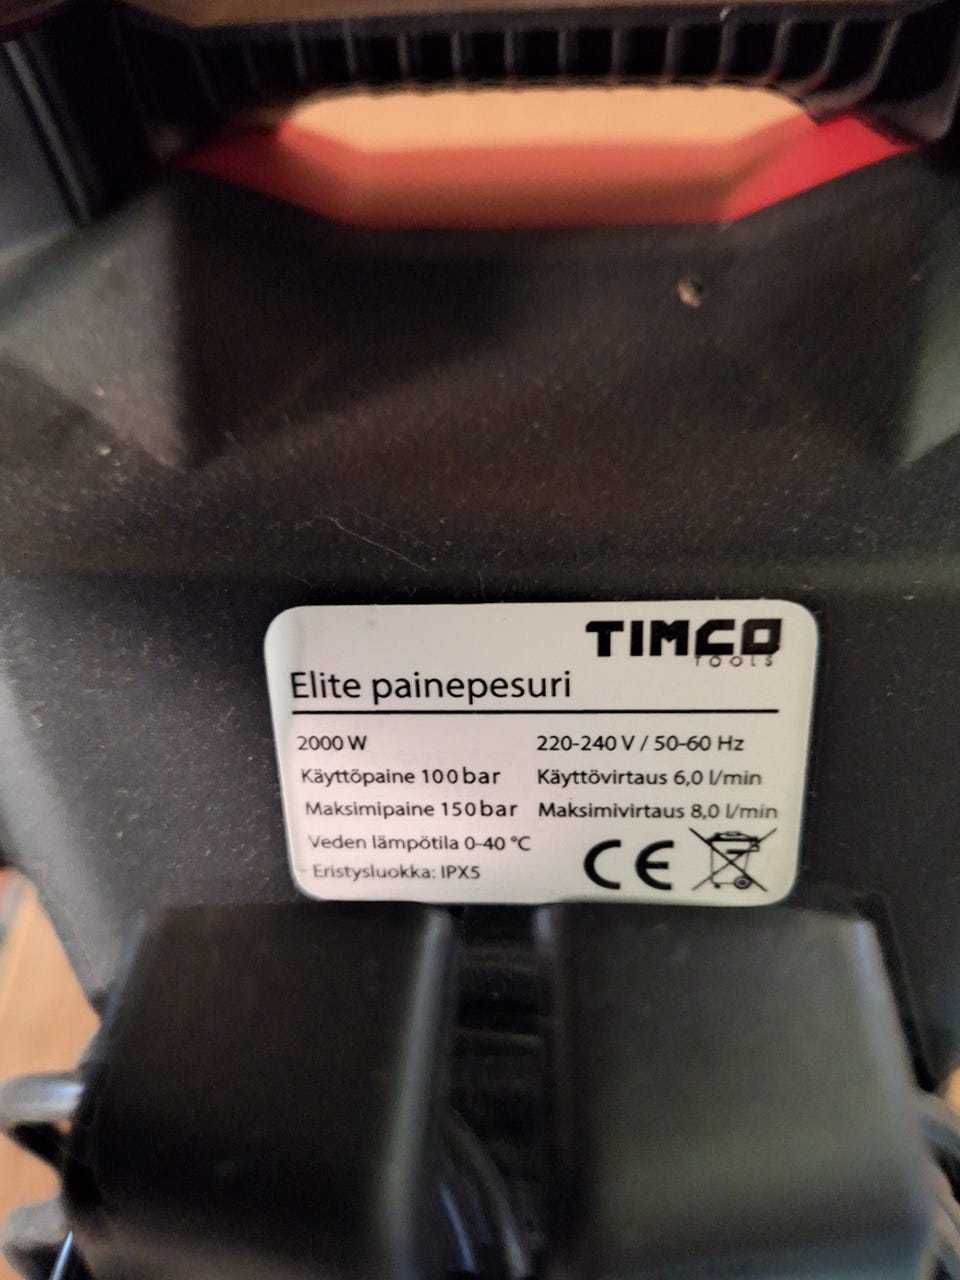 TIMCO
TOOLS
Elite painepesuri
2000 W 220-240 V / 50-60 Hz
Käyttöpaine 100 bar Käyttövirtaus 6,0 l/min
Maksimipaine 150 bar Maksimivirtaus 8,0 l/min
Veden lämpötila 0-40 °C
Eristysluokka: IPX5
CE